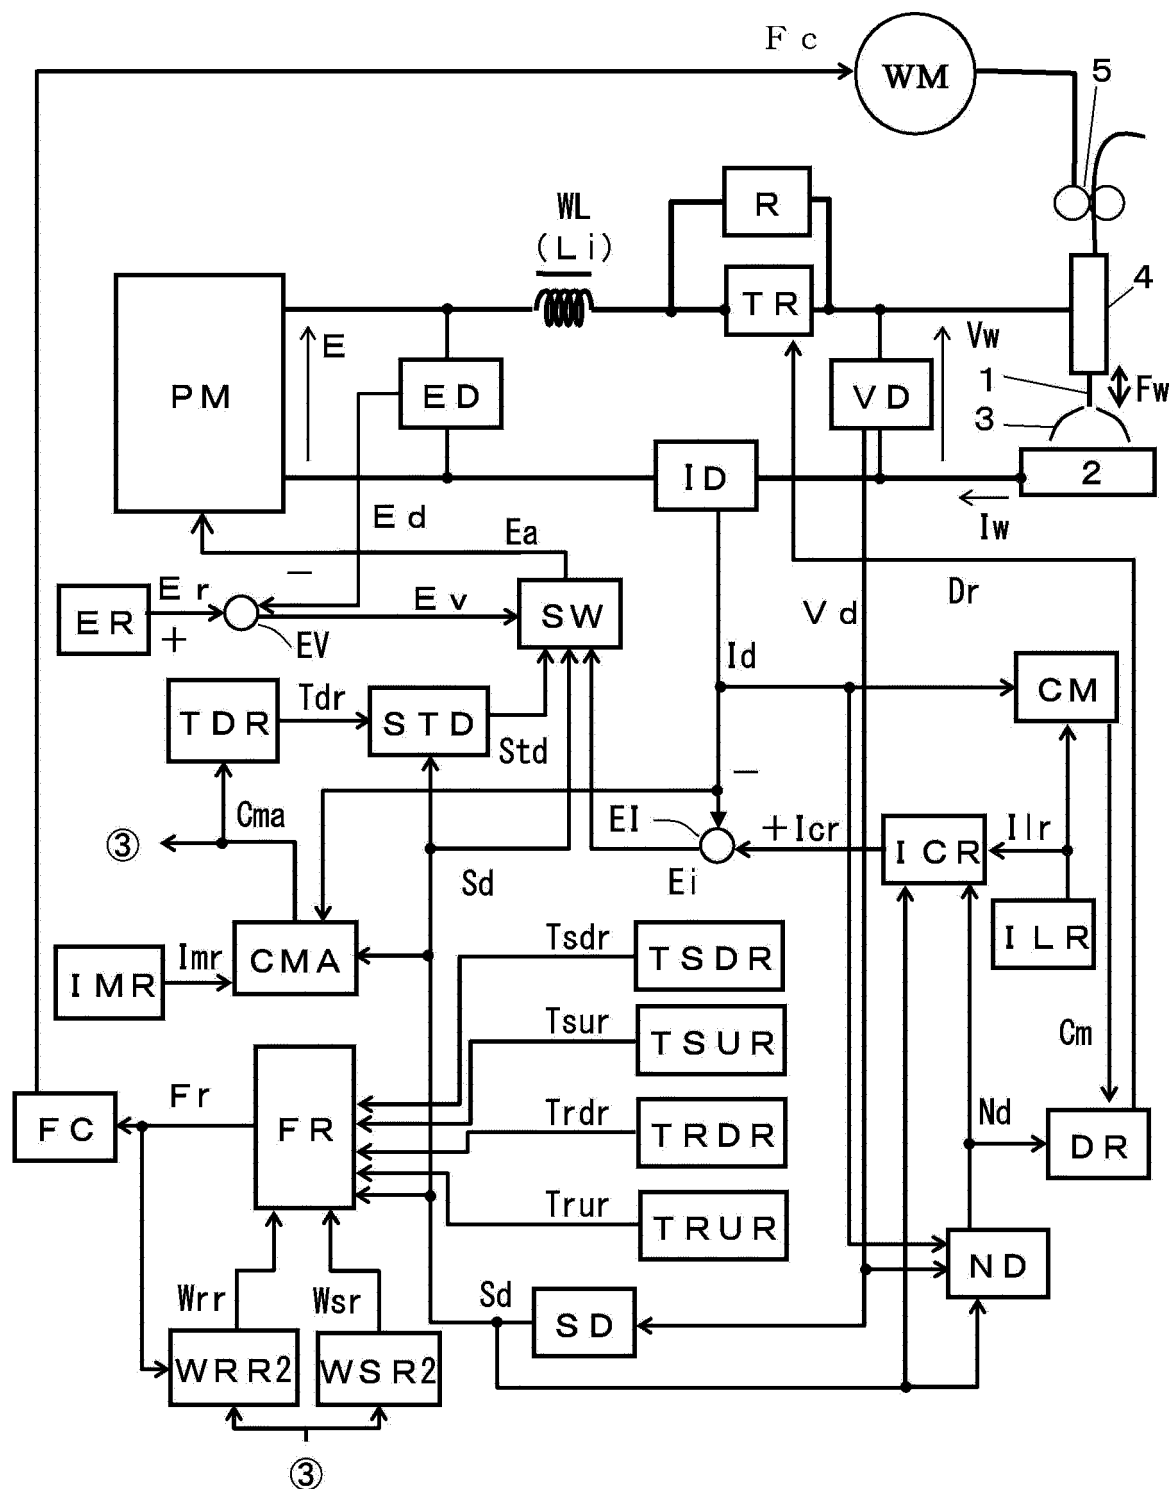 Fc
WM
5
R
WL
(Li)
TR
4
E
Vw
PM
ED
VD
1
Fw
3
ID
2
Ed
Iw
Ea
−
Er
Ev
Dr
ER
SW
Vd
+
EV
Id
CM
Tdr
TDR
STD
Std
−
Cma
EI
+Icr
Ilr
③
ICR
Ei
Sd
Tsdr
ILR
Imr
CMA
TSDR
IMR
Tsur
TSUR
Cm
Fr
Trdr
Nd
FC
FR
TRDR
DR
Trur
TRUR
ND
Wrr
Wsr
Sd
SD
WRR2
WSR2
③